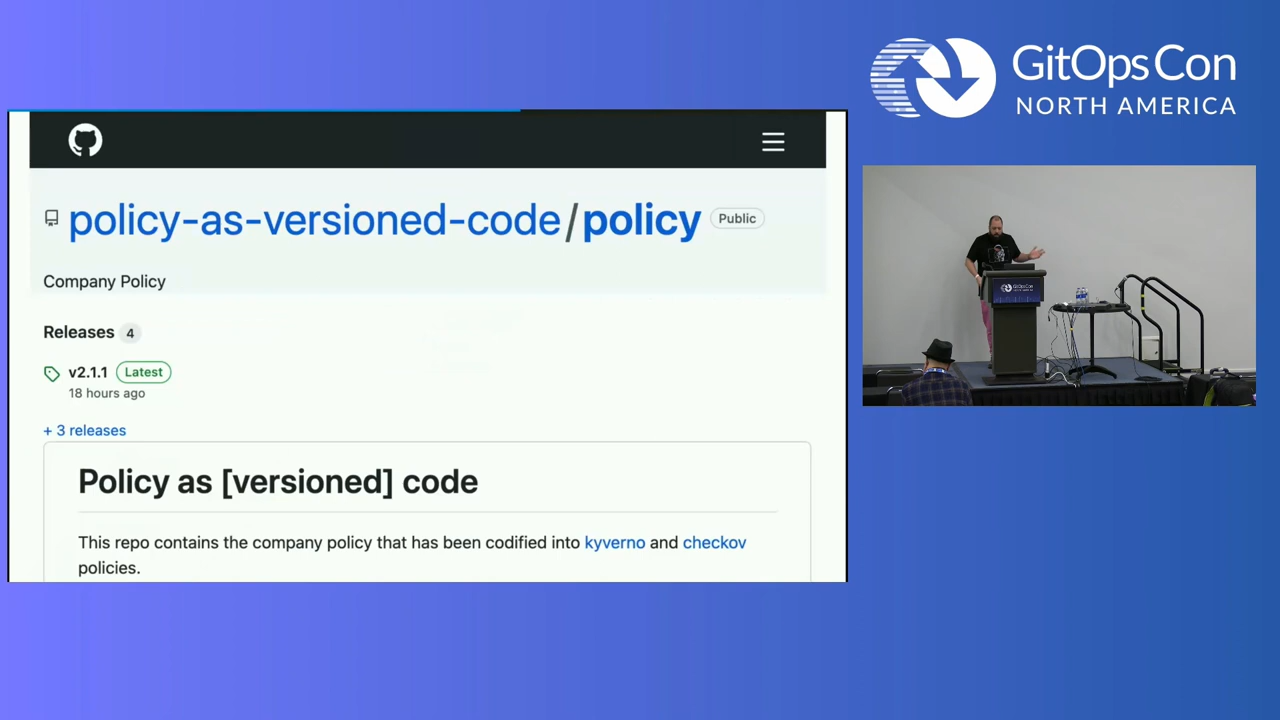 GitOpsCon
NORTH AMERICA
policy-as-versioned-code/policy Public
Company Policy
Releases 4
v2.1.1 Latest
18 hours ago
+ 3 releases
Policy as [versioned] code
This repo contains the company policy that has been codified into kyverno and checkov
policies.
GitOpsCon